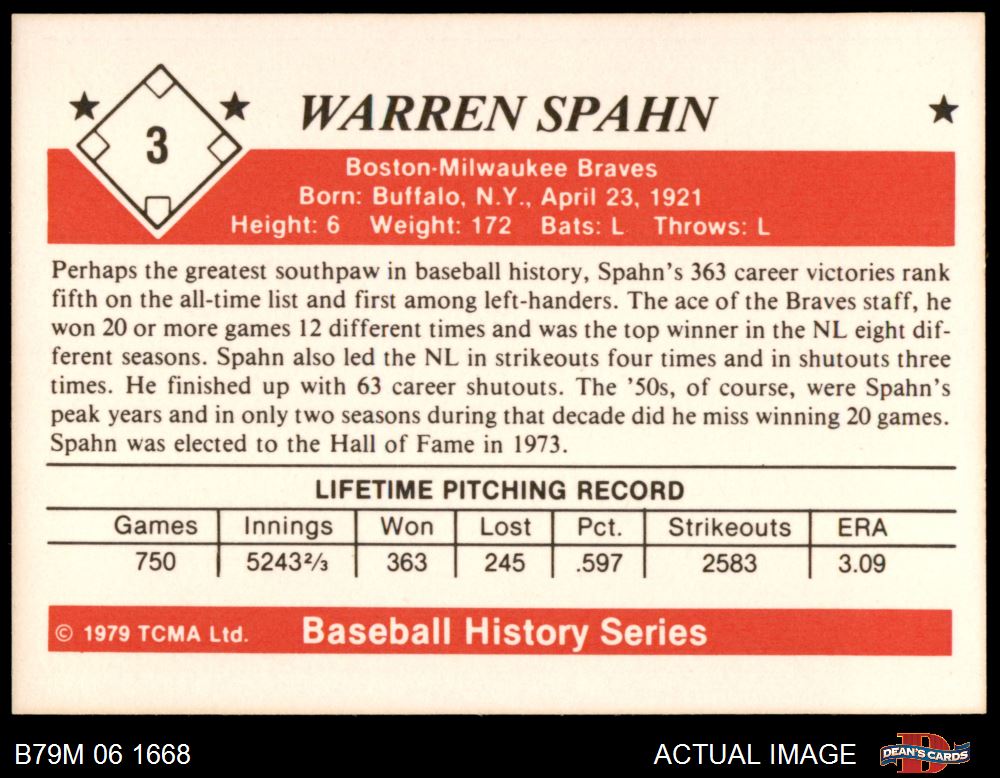 3
WARREN SPAHN
Boston-Milwaukee Braves
Born: Buffalo, N.Y., April 23, 1921
Height: 6 Weight: 172 Bats: L Throws: L
Perhaps the greatest southpaw in baseball history, Spahn's 363 career victories rank
fifth on the all-time list and first among left-handers. The ace of the Braves staff, he
won 20 or more games 12 different times and was the top winner in the NL eight dif-
ferent seasons. Spahn also led the NL in strikeouts four times and in shutouts three
times. He finished up with 63 career shutouts. The '50s, of course, were Spahn's
peak years and in only two seasons during that decade did he miss winning 20 games.
Spahn was elected to the Hall of Fame in 1973.
LIFETIME PITCHING RECORD
Games Innings Won Lost Pct. Strikeouts ERA
750 5243⅔ 363 245 .597 2583 3.09
© 1979 TCMA Ltd. Baseball History Series
B79M 06 1668 ACTUAL IMAGE DEAN'S CARDS